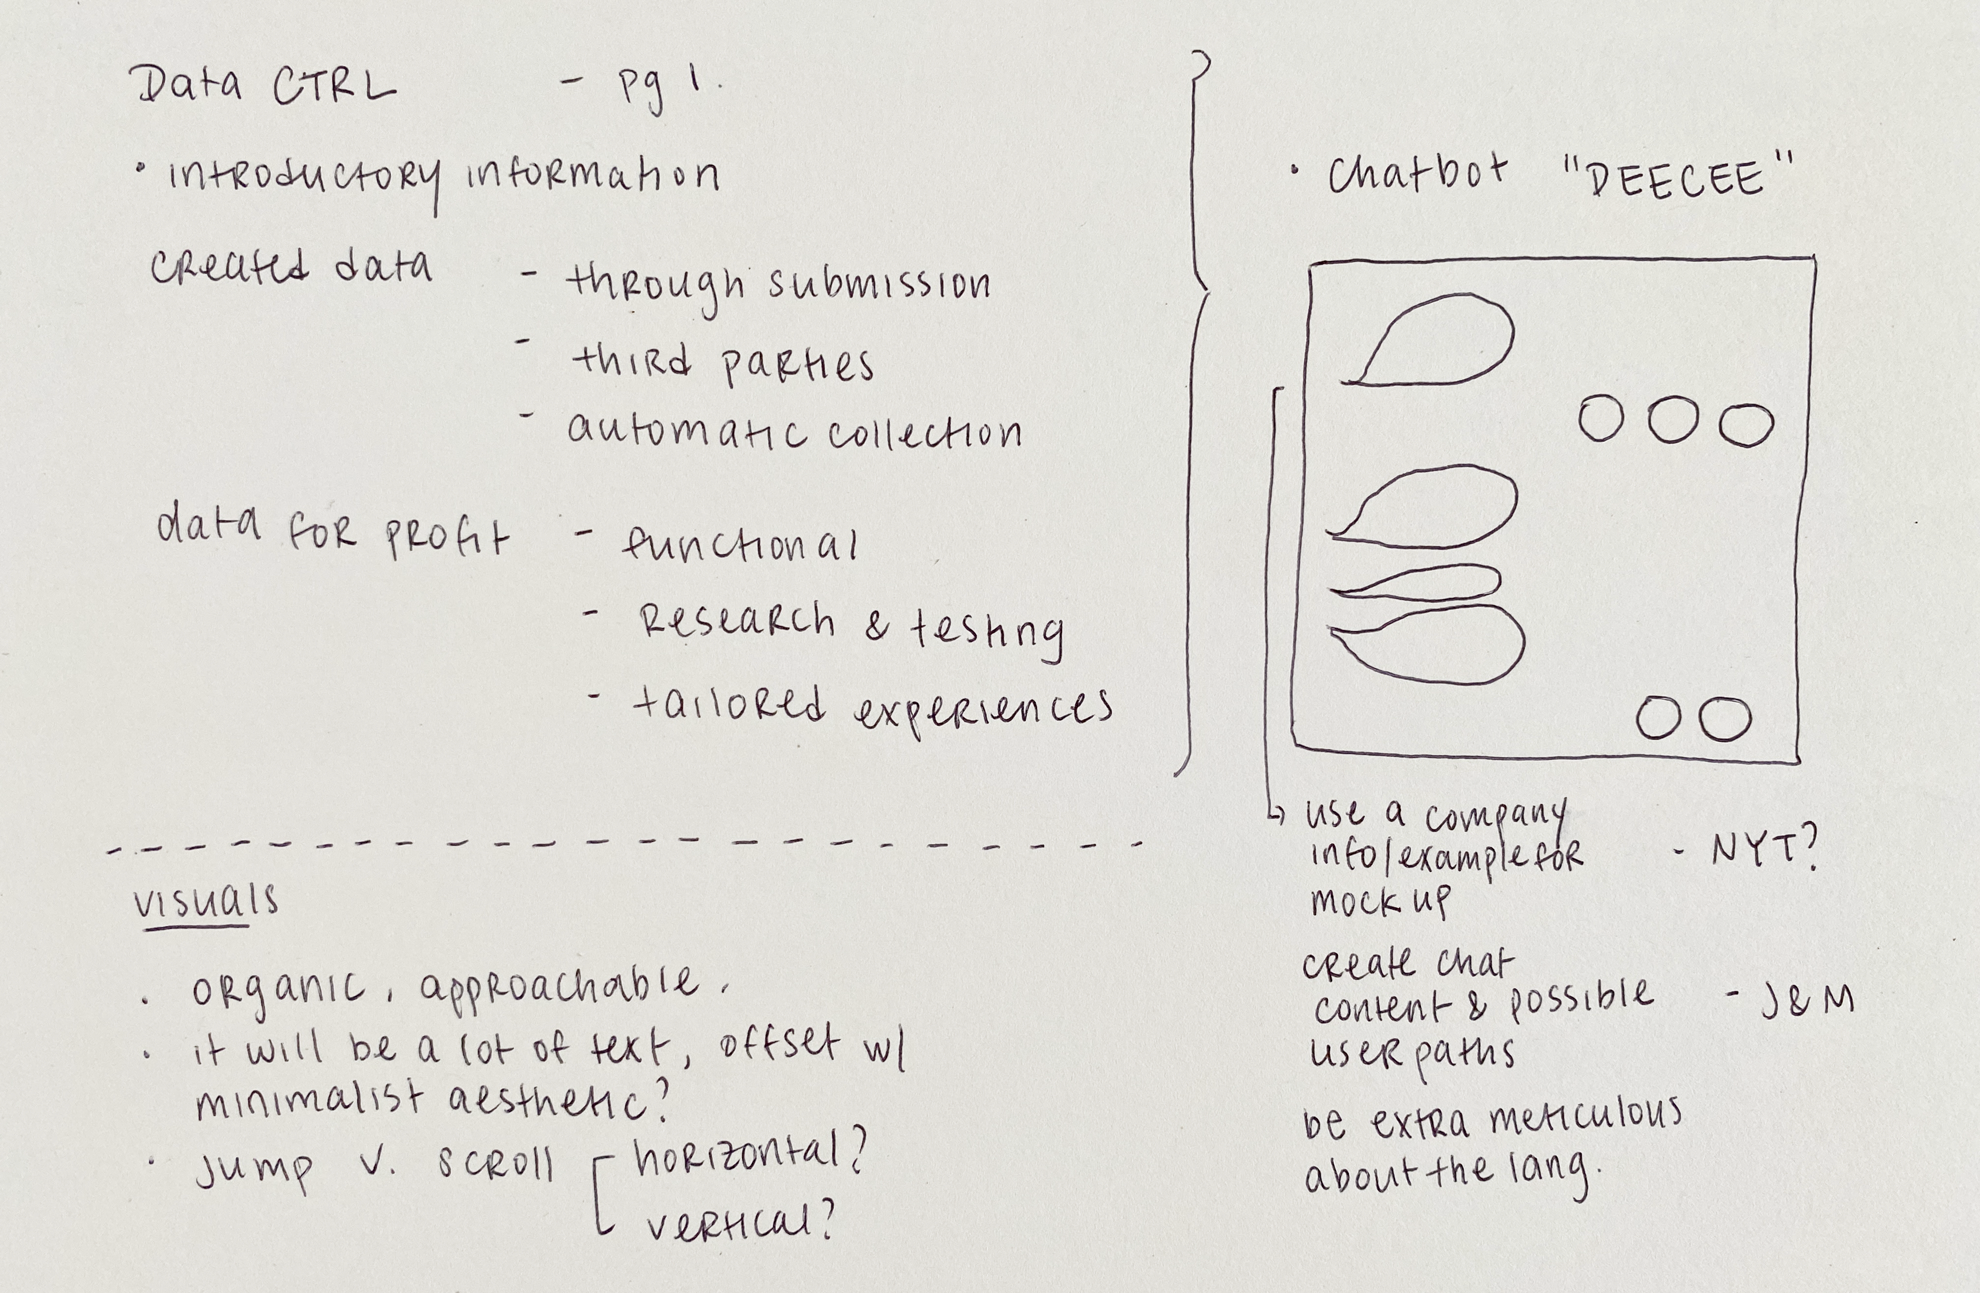 Data CTRL - pg 1.
• introductory information
created data - through submission
- third parties
- automatic collection
data for profit - functional
- research & testing
- tailored experiences
visuals
• organic, approachable,
• it will be a lot of text, offset w/
minimalist aesthetic?
• jump v. scroll horizontal?
vertical?
• chatbot "DEECEE"
use a company
info/example for - NYT?
mock up
create chat
content & possible - J&M
user paths
be extra meticulous
about the lang.